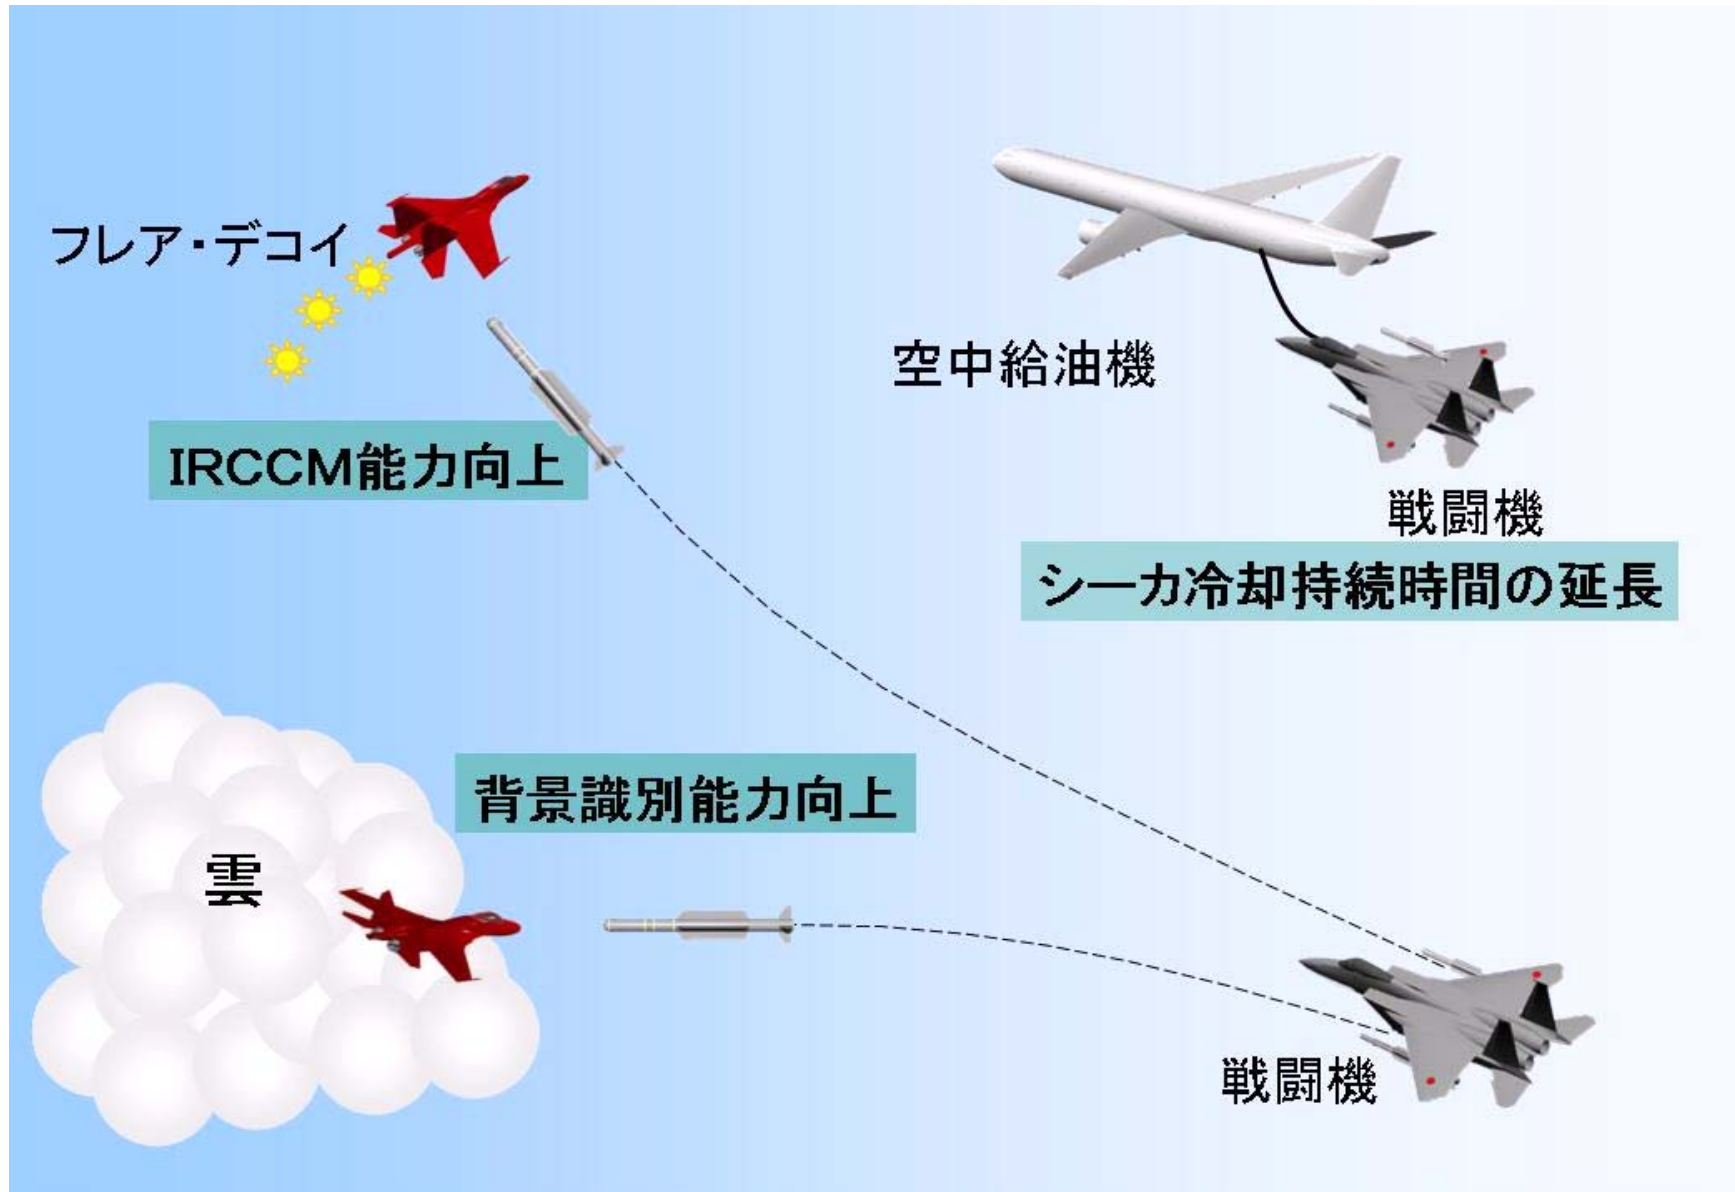 フレア・デコイ
空中給油機
IRCCM能力向上
戦闘機
シーカ冷却持続時間の延長
背景識別能力向上
雲
戦闘機